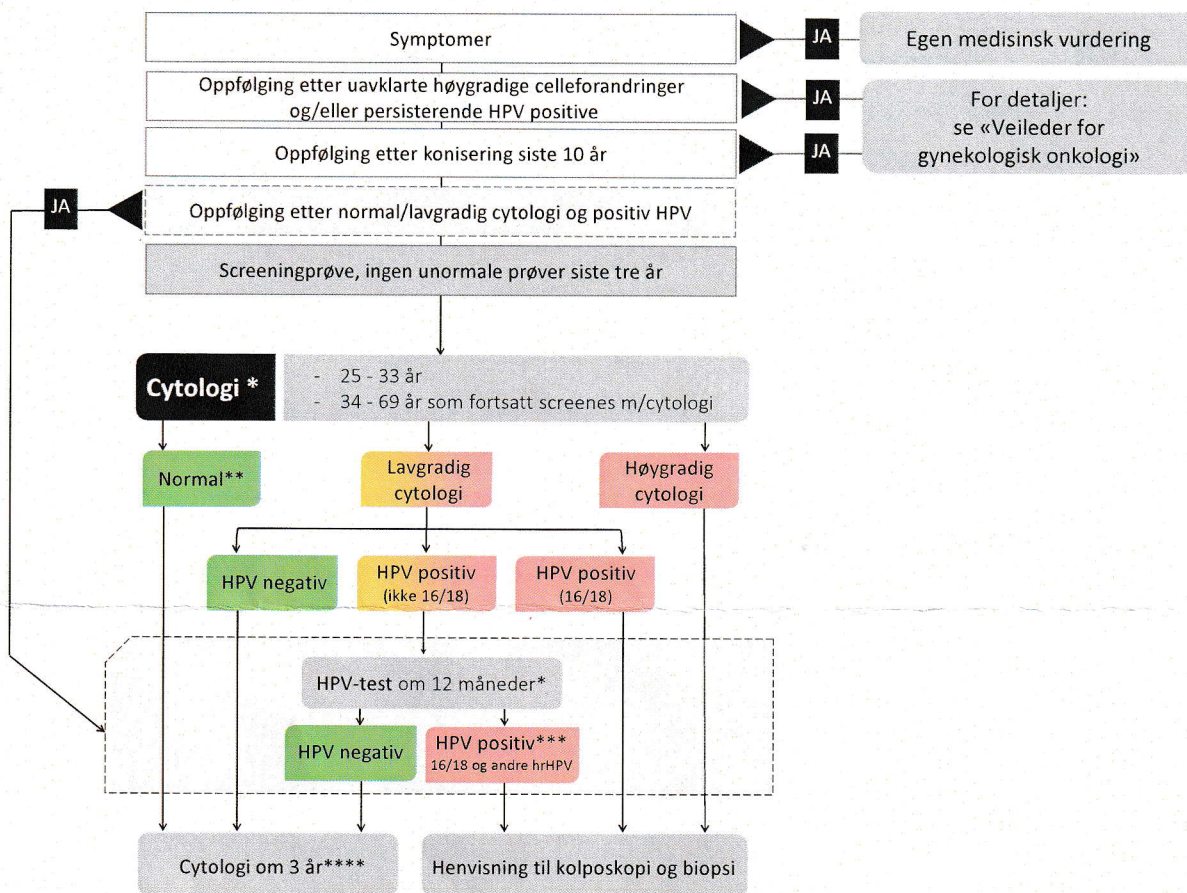 Symptomer
JA
Egen medisinsk vurdering
Oppfølging etter uavklarte høygradige celleforandringer
og/eller persisterende HPV positive
JA
For detaljer:
se «Veileder for
gynekologisk onkologi»
Oppfølging etter konisering siste 10 år
JA
JA
Oppfølging etter normal/lavgradig cytologi og positiv HPV
Screeningprøve, ingen unormale prøver siste tre år
Cytologi *
- 25 - 33 år
- 34 - 69 år som fortsatt screenes m/cytologi
Normal**
Lavgradig
cytologi
Høygradig
cytologi
HPV negativ
HPV positiv
(ikke 16/18)
HPV positiv
(16/18)
HPV-test om 12 måneder*
HPV negativ
HPV positiv***
16/18 og andre hrHPV
Cytologi om 3 år****
Henvisning til kolposkopi og biopsi